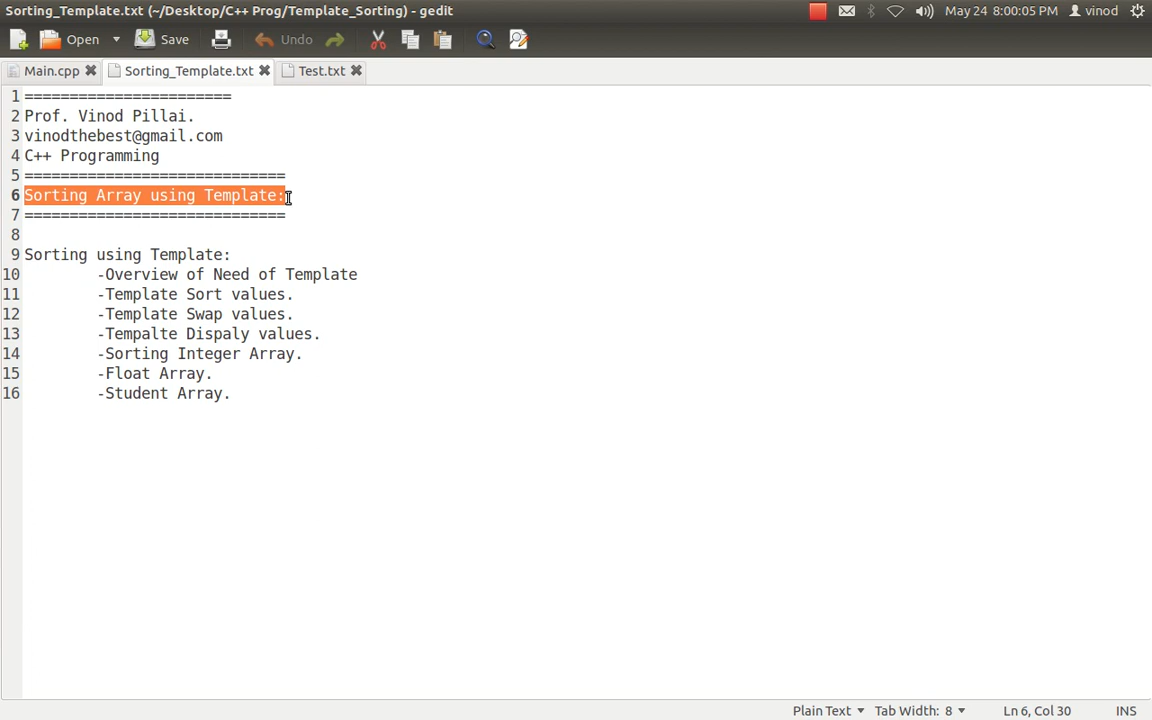 Sorting_Template.txt (~/Desktop/C++ Prog/Template_Sorting) - gedit
May 24 8:00:05 PM vinod
Open Save Undo
Main.cpp Sorting_Template.txt Test.txt
1 =======================
2 Prof. Vinod Pillai.
3 vinodthebest@gmail.com
4 C++ Programming
5 =============================
6 Sorting Array using Template:
7 =============================
8
9 Sorting using Template:
10 -Overview of Need of Template
11 -Template Sort values.
12 -Template Swap values.
13 -Tempalte Dispaly values.
14 -Sorting Integer Array.
15 -Float Array.
16 -Student Array.
Plain Text Tab Width: 8 Ln 6, Col 30 INS